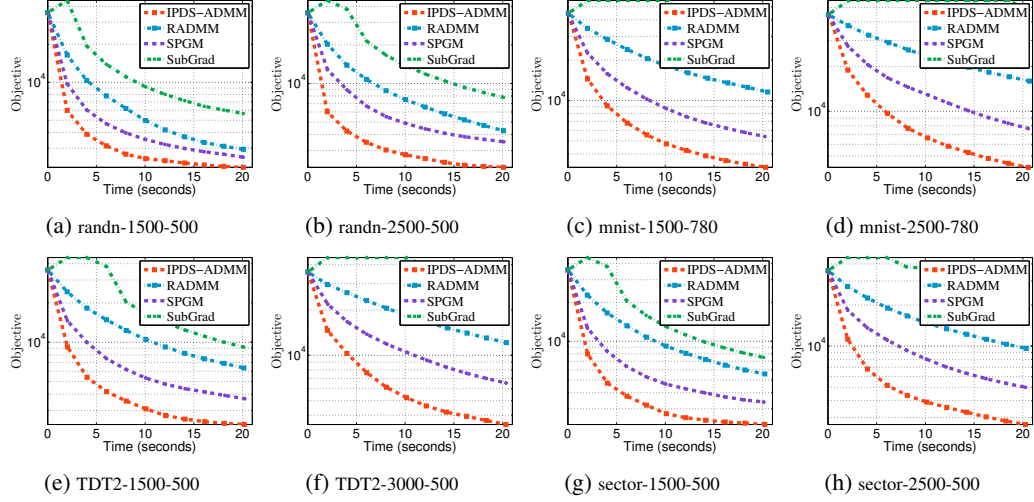 IPDS-ADMM
RADMM
SPGM
SubGrad
Objective
10^4
0 5 10 15 20
Time (seconds)
(a) randn-1500-500
IPDS-ADMM
RADMM
SPGM
SubGrad
Objective
10^4
0 5 10 15 20
Time (seconds)
(b) randn-2500-500
IPDS-ADMM
RADMM
SPGM
SubGrad
Objective
10^4
0 5 10 15 20
Time (seconds)
(c) mnist-1500-780
IPDS-ADMM
RADMM
SPGM
SubGrad
Objective
10^4
0 5 10 15 20
Time (seconds)
(d) mnist-2500-780
IPDS-ADMM
RADMM
SPGM
SubGrad
Objective
10^4
0 5 10 15 20
Time (seconds)
(e) TDT2-1500-500
IPDS-ADMM
RADMM
SPGM
SubGrad
Objective
10^4
0 5 10 15 20
Time (seconds)
(f) TDT2-3000-500
IPDS-ADMM
RADMM
SPGM
SubGrad
Objective
10^4
0 5 10 15 20
Time (seconds)
(g) sector-1500-500
IPDS-ADMM
RADMM
SPGM
SubGrad
Objective
10^4
0 5 10 15 20
Time (seconds)
(h) sector-2500-500